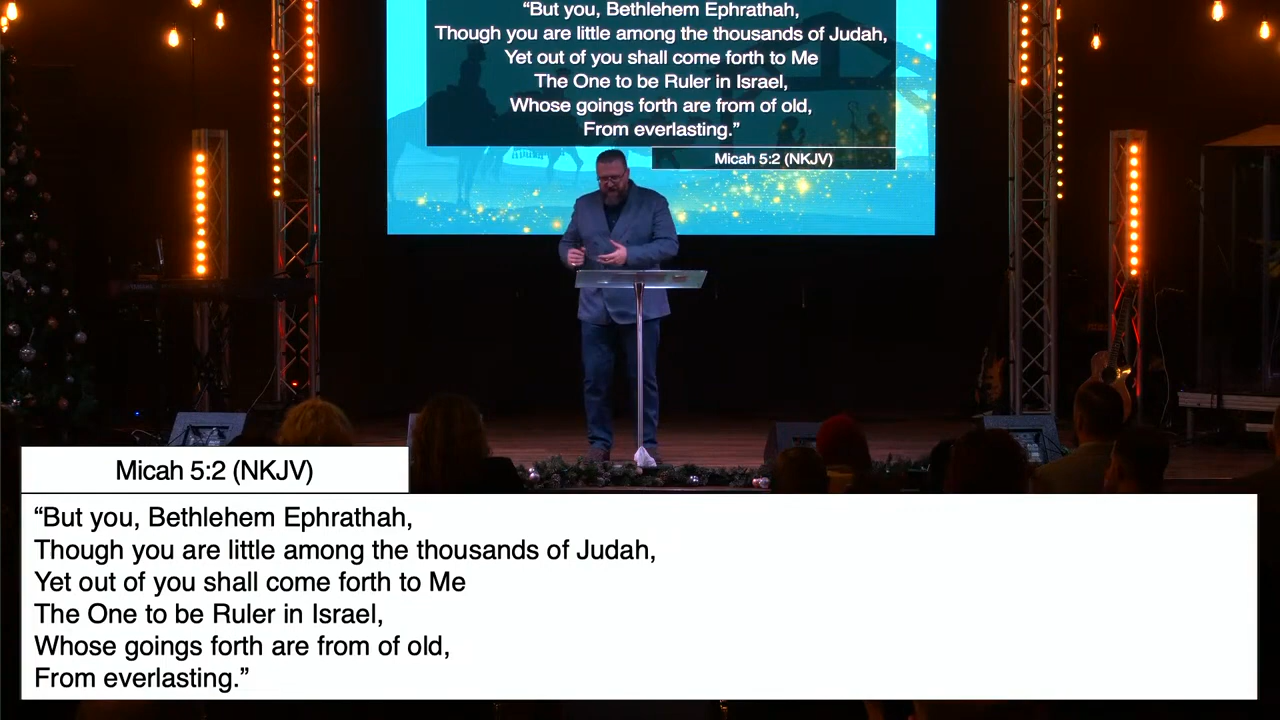 “But you, Bethlehem Ephrathah,
Though you are little among the thousands of Judah,
Yet out of you shall come forth to Me
The One to be Ruler in Israel,
Whose goings forth are from of old,
From everlasting.”
Micah 5:2 (NKJV)
Micah 5:2 (NKJV)
“But you, Bethlehem Ephrathah,
Though you are little among the thousands of Judah,
Yet out of you shall come forth to Me
The One to be Ruler in Israel,
Whose goings forth are from of old,
From everlasting.”